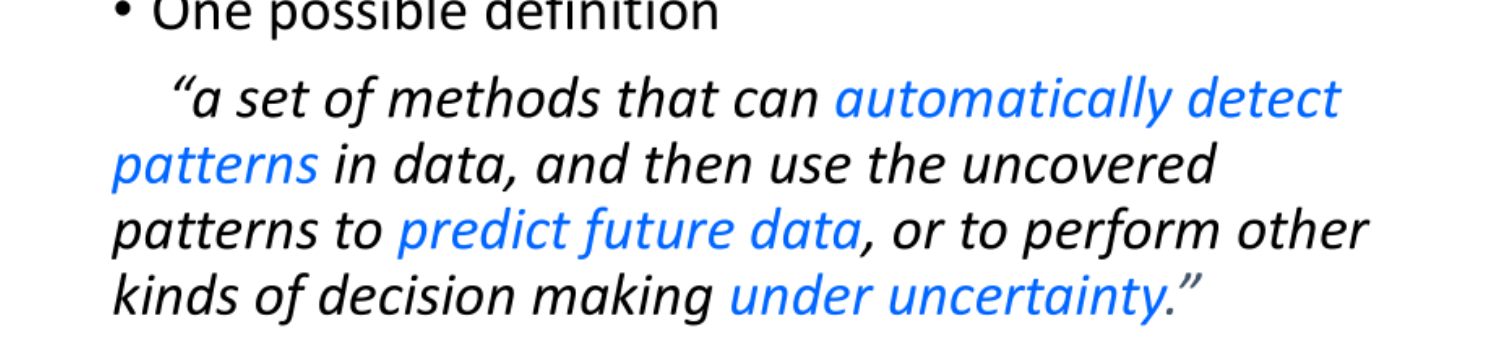 • One possible definition
“a set of methods that can automatically detect
patterns in data, and then use the uncovered
patterns to predict future data, or to perform other
kinds of decision making under uncertainty.”